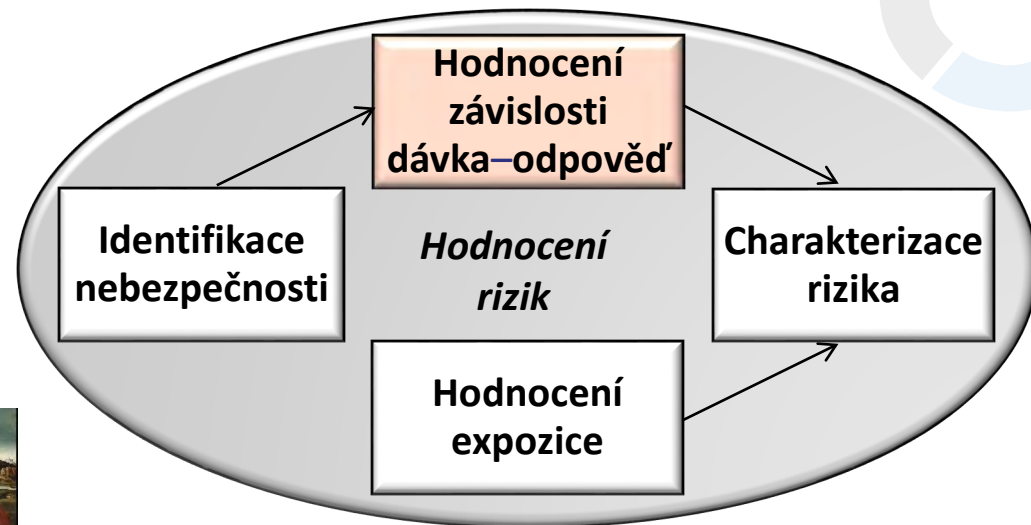 Hodnocení
závislosti
dávka–odpověď
Identifikace
nebezpečnosti
Hodnocení
rizik
Charakterizace
rizika
Hodnocení
expozice